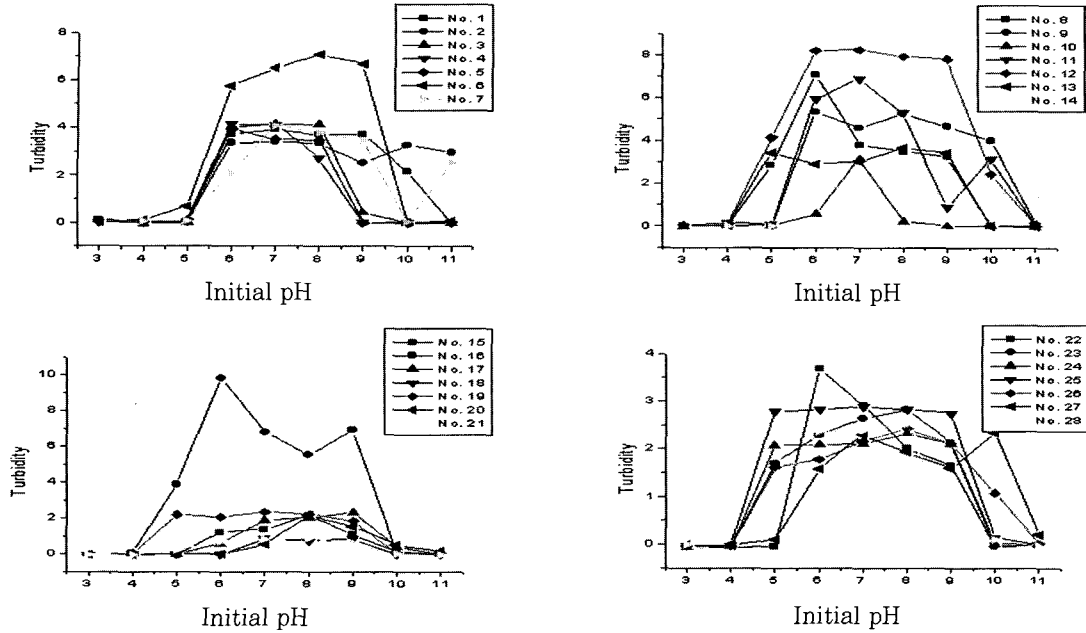 No. 1
No. 2
No. 3
No. 4
No. 5
No. 6
No. 7
8
6
4
2
0
Turbidity
3 4 5 6 7 8 9 10 11
Initial pH
No. 8
No. 9
No. 10
No. 11
No. 12
No. 13
No. 14
8
6
4
2
0
Turbidity
3 4 5 6 7 8 9 10 11
Initial pH
No. 15
No. 16
No. 17
No. 18
No. 19
No. 20
No. 21
10
8
6
4
2
0
Turbidity
3 4 5 6 7 8 9 10 11
Initial pH
No. 22
No. 23
No. 24
No. 25
No. 26
No. 27
No. 28
4
3
2
1
0
Turbidity
3 4 5 6 7 8 9 10 11
Initial pH